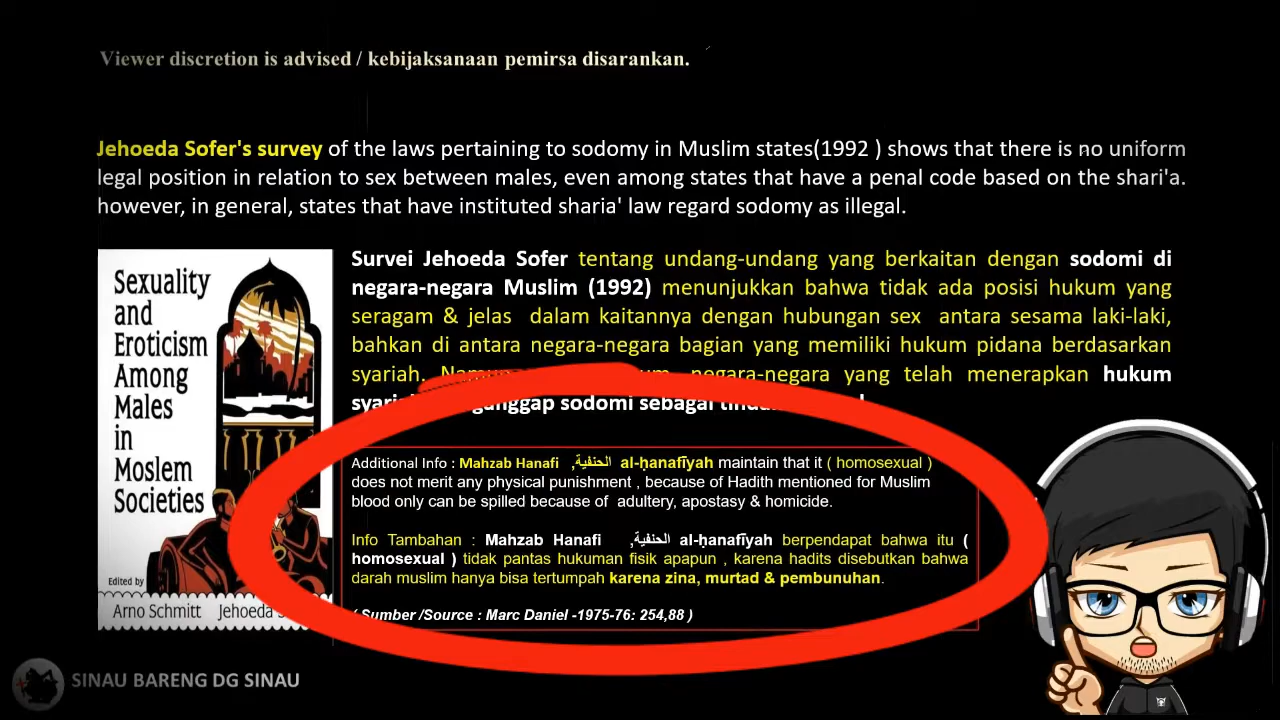 Viewer discretion is advised / kebijaksanaan pemirsa disarankan.
Jehoeda Sofer's survey of the laws pertaining to sodomy in Muslim states(1992 ) shows that there is no uniform
legal position in relation to sex between males, even among states that have a penal code based on the shari'a.
however, in general, states that have instituted sharia' law regard sodomy as illegal.
Survei Jehoeda Sofer tentang undang-undang yang berkaitan dengan sodomi di
negara-negara Muslim (1992) menunjukkan bahwa tidak ada posisi hukum yang
seragam & jelas dalam kaitannya dengan hubungan sex antara sesama laki-laki,
bahkan di antara negara-negara bagian yang memiliki hukum pidana berdasarkan
syariah. negara-negara yang telah menerapkan hukum
sodomi sebagai
Sexuality
and
Eroticism
Among
Males
in
Moslem
Societies
Edited by
Arno Schmitt Jehoeda
Additional Info : Mahzab Hanafi الحنفية, al-ḥanafīyah maintain that it ( homosexual )
does not merit any physical punishment , because of Hadith mentioned for Muslim
blood only can be spilled because of adultery, apostasy & homicide.
Info Tambahan : Mahzab Hanafi الحنفية, al-ḥanafīyah berpendapat bahwa itu (
homosexual ) tidak pantas hukuman fisik apapun , karena hadits disebutkan bahwa
darah muslim hanya bisa tertumpah karena zina, murtad & pembunuhan.
( Sumber /Source : Marc Daniel -1975-76: 254,88 )
SINAU BARENG DG SINAU